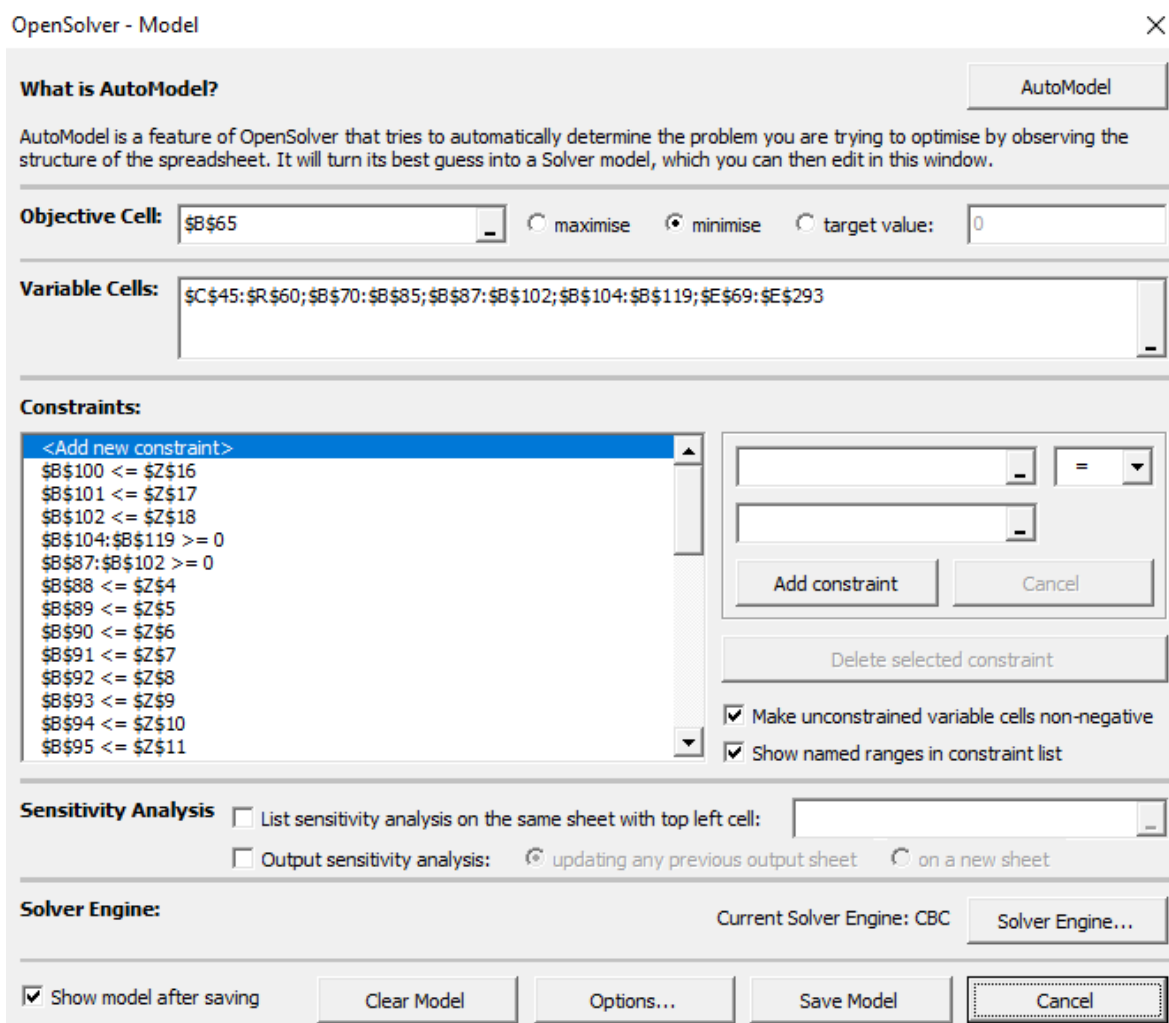 OpenSolver - Model
What is AutoModel?
AutoModel
AutoModel is a feature of OpenSolver that tries to automatically determine the problem you are trying to optimise by observing the
structure of the spreadsheet. It will turn its best guess into a Solver model, which you can then edit in this window.
Objective Cell:
$B$65
maximise
minimise
target value:
0
Variable Cells:
$C$45:$R$60;$B$70:$B$85;$B$87:$B$102;$B$104:$B$119;$E$69:$E$293
Constraints:
<Add new constraint>
$B$100 <= $Z$16
$B$101 <= $Z$17
$B$102 <= $Z$18
$B$104:$B$119 >= 0
$B$87:$B$102 >= 0
$B$88 <= $Z$4
$B$89 <= $Z$5
$B$90 <= $Z$6
$B$91 <= $Z$7
$B$92 <= $Z$8
$B$93 <= $Z$9
$B$94 <= $Z$10
$B$95 <= $Z$11
=
Add constraint
Cancel
Delete selected constraint
Make unconstrained variable cells non-negative
Show named ranges in constraint list
Sensitivity Analysis
List sensitivity analysis on the same sheet with top left cell:
Output sensitivity analysis:
updating any previous output sheet
on a new sheet
Solver Engine:
Current Solver Engine: CBC
Solver Engine...
Show model after saving
Clear Model
Options...
Save Model
Cancel